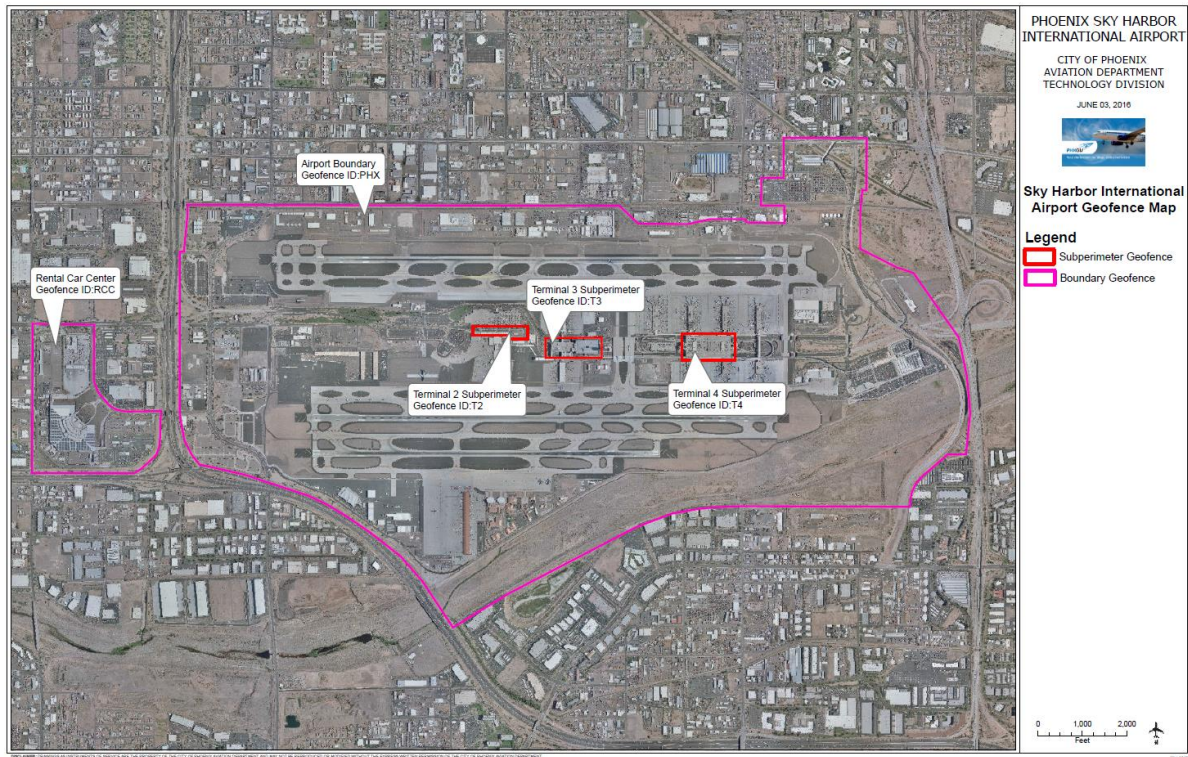 PHOENIX SKY HARBOR
INTERNATIONAL AIRPORT
CITY OF PHOENIX
AVIATION DEPARTMENT
TECHNOLOGY DIVISION
JUNE 03, 2016
Sky Harbor International
Airport Geofence Map
Legend
Subperimeter Geofence
Boundary Geofence
Airport Boundary
Geofence ID:PHX
Rental Car Center
Geofence ID:RCC
Terminal 3 Subperimeter
Geofence ID:T3
Terminal 2 Subperimeter
Geofence ID:T2
Terminal 4 Subperimeter
Geofence ID:T4
0 1,000 2,000
Feet